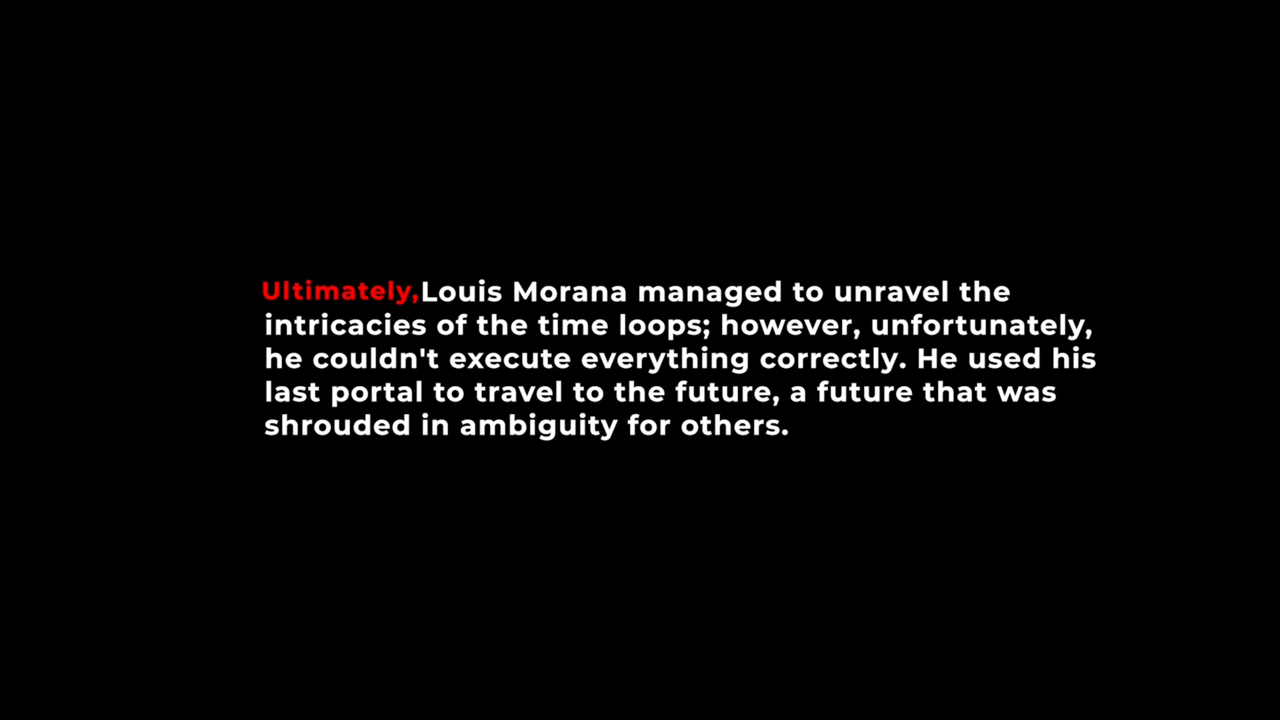 Ultimately,Louis Morana managed to unravel the
intricacies of the time loops; however, unfortunately,
he couldn't execute everything correctly. He used his
last portal to travel to the future, a future that was
shrouded in ambiguity for others.